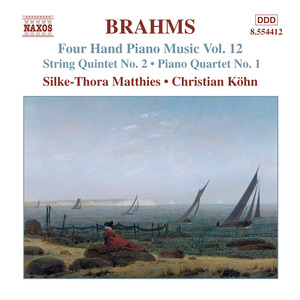 NAXOS
DDD
8.554412
BRAHMS
Four Hand Piano Music Vol. 12
String Quintet No. 2 • Piano Quartet No. 1
Silke-Thora Matthies • Christian Köhn